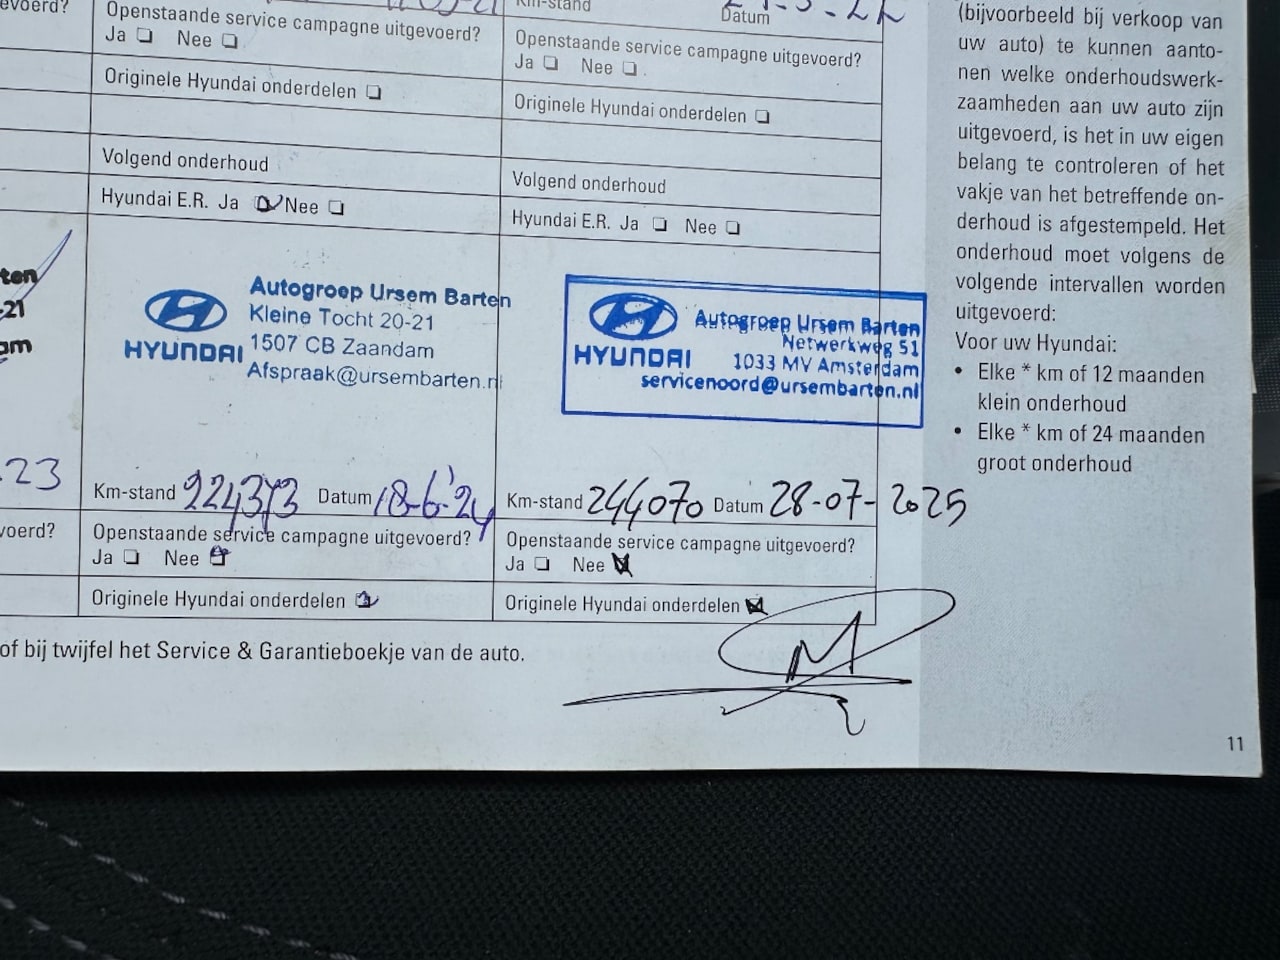 Openstaande service campagne uitgevoerd?
Ja ❏ Nee ❏
Originele Hyundai onderdelen ❏
Volgend onderhoud
Hyundai E.R. Ja ❏ Nee ❏
Autogroep Ursem Barten
Kleine Tocht 20-21
1507 CB Zaandam
Afspraak@ursembarten.nl
HYUNDAI
Km-stand 224373 Datum 18-6-'24
Openstaande service campagne uitgevoerd?
Ja ❏ Nee ❏
Originele Hyundai onderdelen ❏
Km-stand
Datum
Openstaande service campagne uitgevoerd?
Ja ❏ Nee ❏
Originele Hyundai onderdelen ❏
Volgend onderhoud
Hyundai E.R. Ja ❏ Nee ❏
HYUNDAI
Autogroep Ursem Barten
Netwerkweg 51
1033 MV Amsterdam
servicenoord@ursembarten.nl
Km-stand 244070 Datum 28-07-2025
Openstaande service campagne uitgevoerd?
Ja ❏ Nee ❏
Originele Hyundai onderdelen ❏
of bij twijfel het Service & Garantieboekje van de auto.
(bijvoorbeeld bij verkoop van
uw auto) te kunnen aanto-
nen welke onderhoudswerk-
zaamheden aan uw auto zijn
uitgevoerd, is het in uw eigen
belang te controleren of het
vakje van het betreffende on-
derhoud is afgestempeld. Het
onderhoud moet volgens de
volgende intervallen worden
uitgevoerd:
Voor uw Hyundai:
• Elke * km of 12 maanden
klein onderhoud
• Elke * km of 24 maanden
groot onderhoud
11